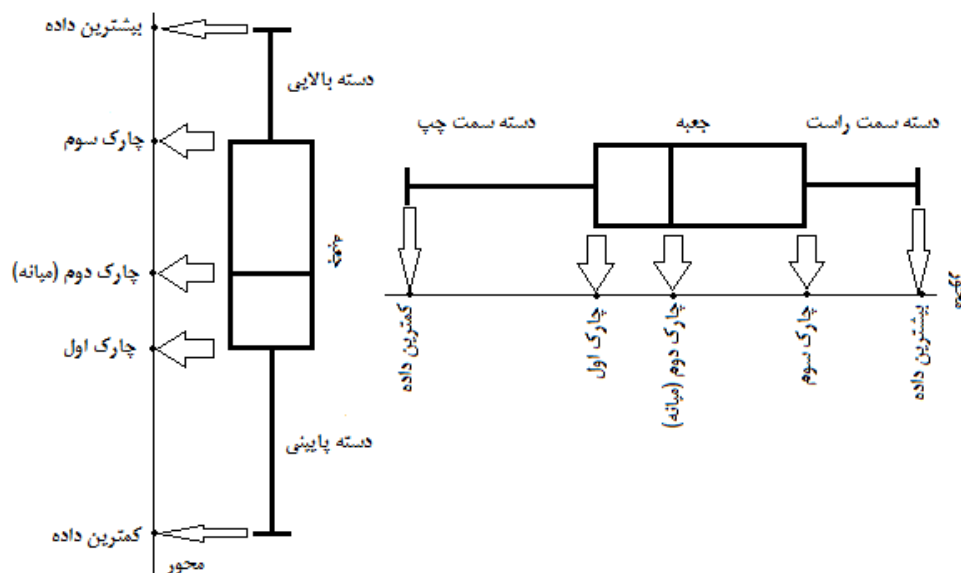 بیشترین داده
دسته بالایی
چارک سوم
چارک دوم (میانه)
چارک اول
دسته پایینی
کمترین داده
محور
جعبه
دسته سمت چپ
جعبه
دسته سمت راست
محور
کمترین داده
چارک اول
چارک دوم (میانه)
چارک سوم
بیشترین داده